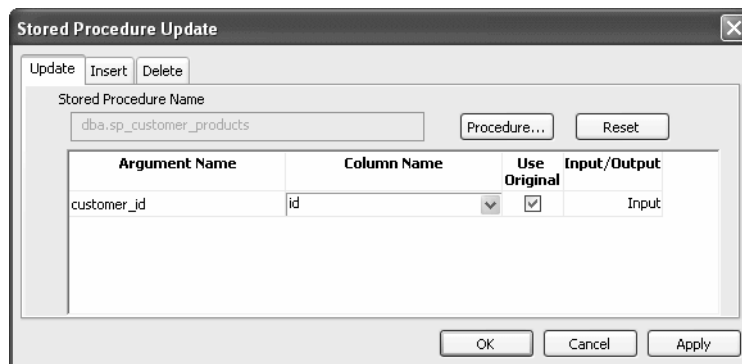 Stored Procedure Update
Update Insert Delete
Stored Procedure Name
dba.sp_customer_products Procedure... Reset
Argument Name Column Name Use Original Input/Output
customer_id id Input
OK Cancel Apply